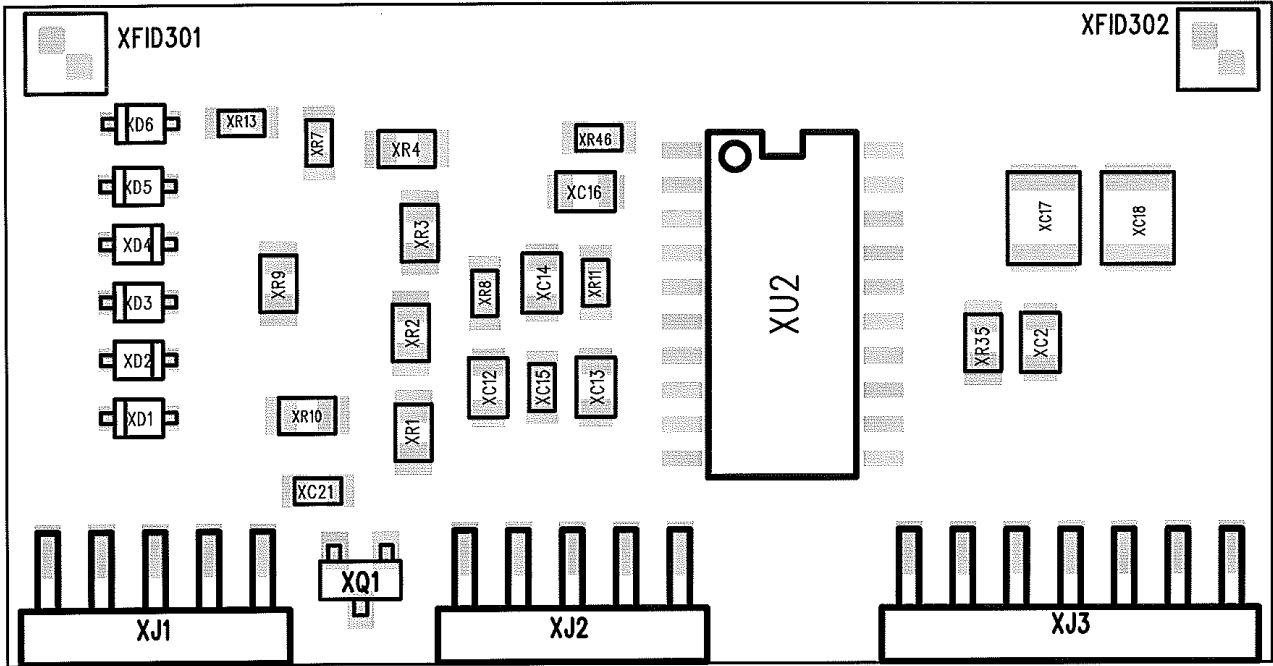 XFID301
XFID302
XD6
XR13
XR7
XR4
XR46
XD5
XC16
XD4
XR3
XC17
XC18
XD3
XR9
XR8
XC14
XR11
XU2
XD2
XR2
XR35
XC2
XD1
XR10
XR1
XC12
XC15
XC13
XC21
XQ1
XJ1
XJ2
XJ3